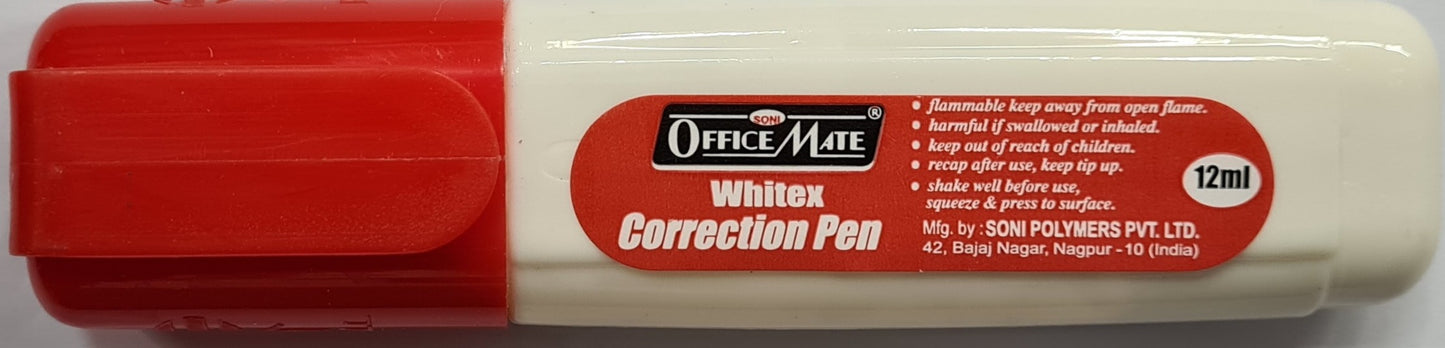 SONI
OFFICE MATE ®
Whitex
Correction Pen
• flammable keep away from open flame.
• harmful if swallowed or inhaled.
• keep out of reach of children.
• recap after use, keep tip up.
• shake well before use,
squeeze & press to surface.
Mfg. by : SONI POLYMERS PVT. LTD.
42, Bajaj Nagar, Nagpur - 10 (India)
12ml